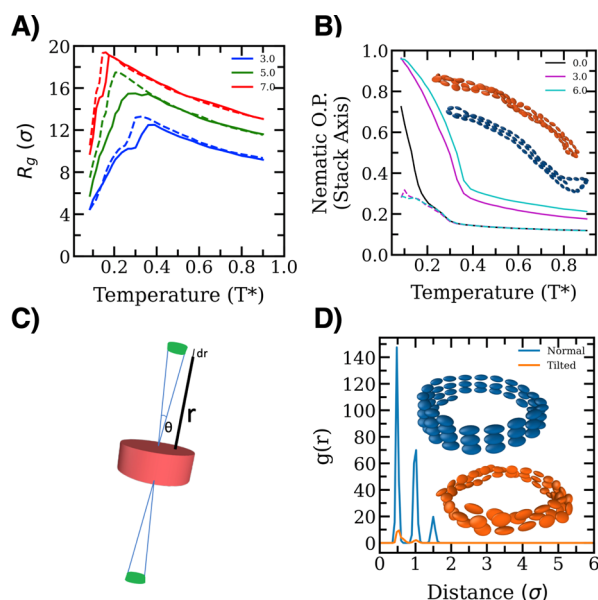 A)
20
16
12
8
4
0
R_g (σ)
0.2 0.4 0.6 0.8 1.0
Temperature (T*)
3.0
5.0
7.0
B)
1.0
0.8
0.6
0.4
0.2
0.0
Nematic O.P.
(Stack Axis)
0.2 0.4 0.6 0.8
Temperature (T*)
0.0
3.0
6.0
C)
dr
r
θ
D)
140
120
100
80
60
40
20
0
g(r)
0 1 2 3 4 5 6
Distance (σ)
Normal
Tilted